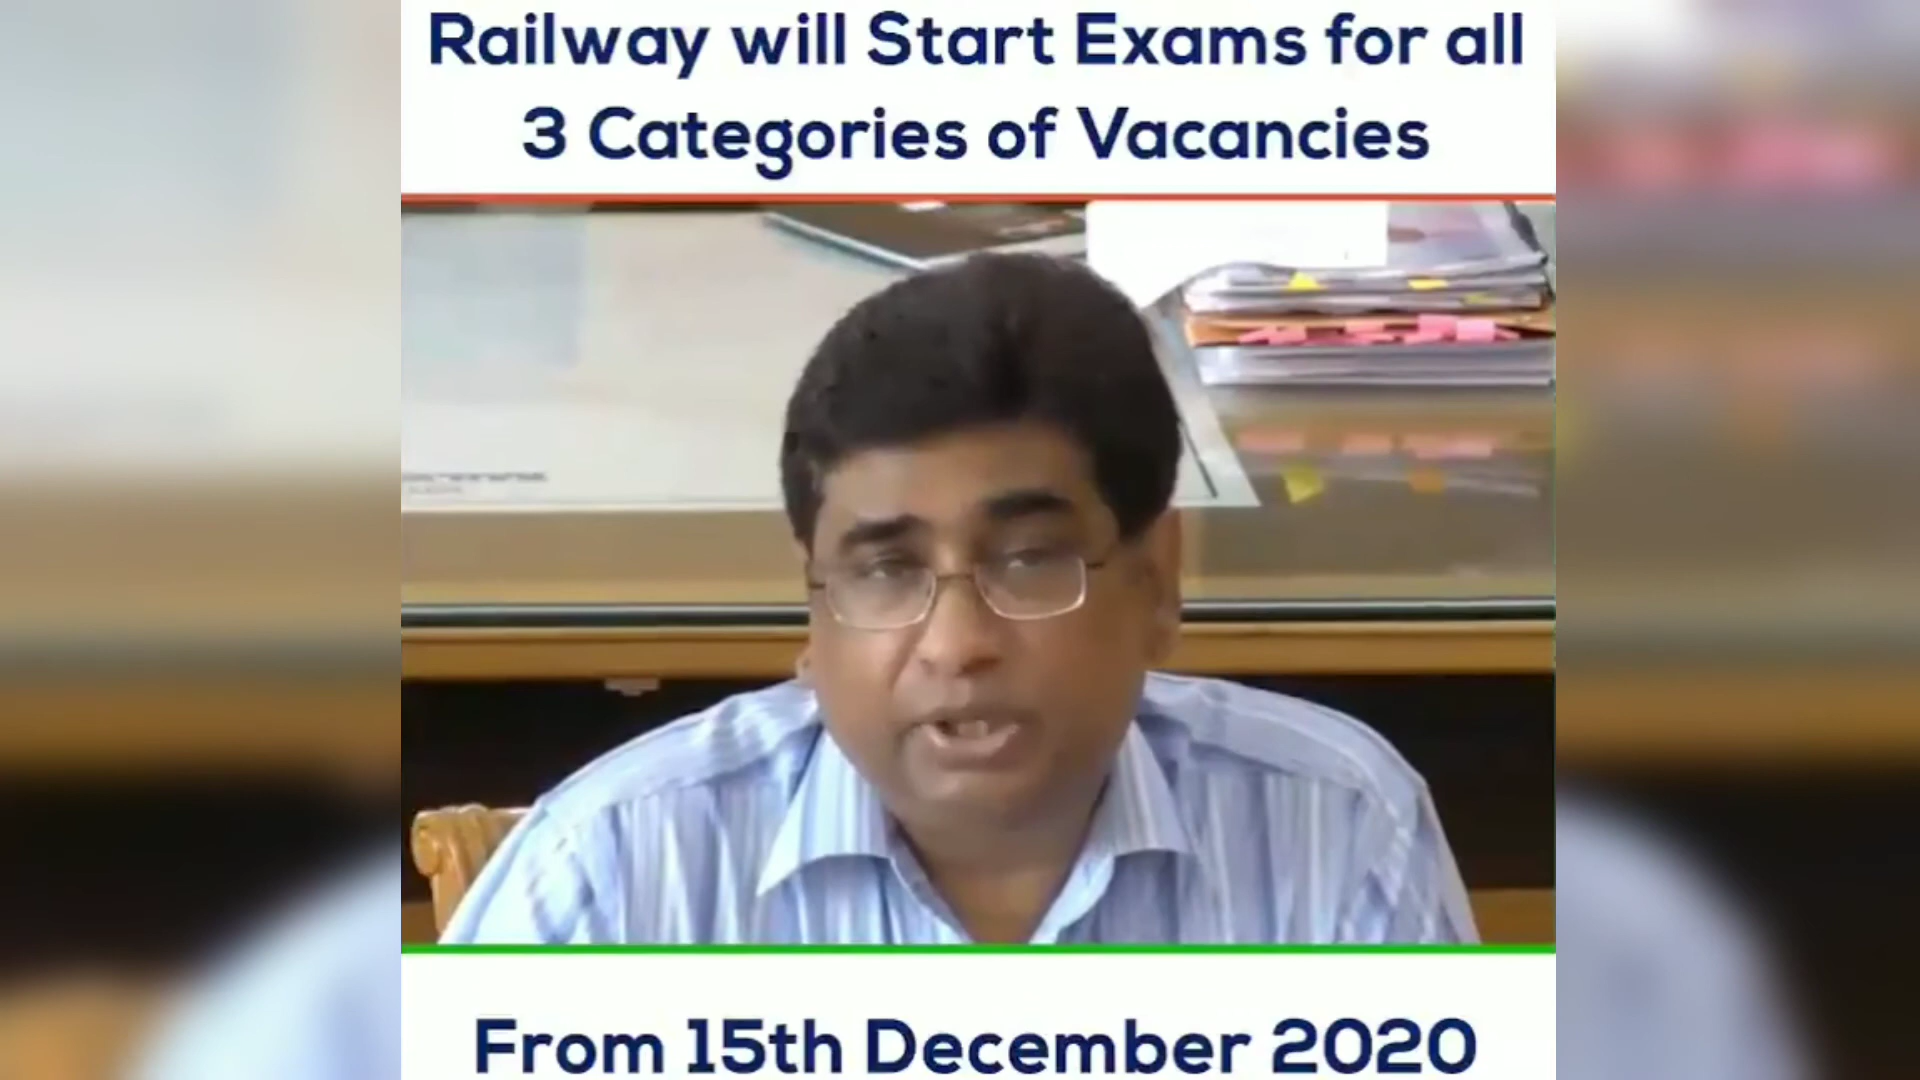 Railway will Start Exams for all
3 Categories of Vacancies
From 15th December 2020